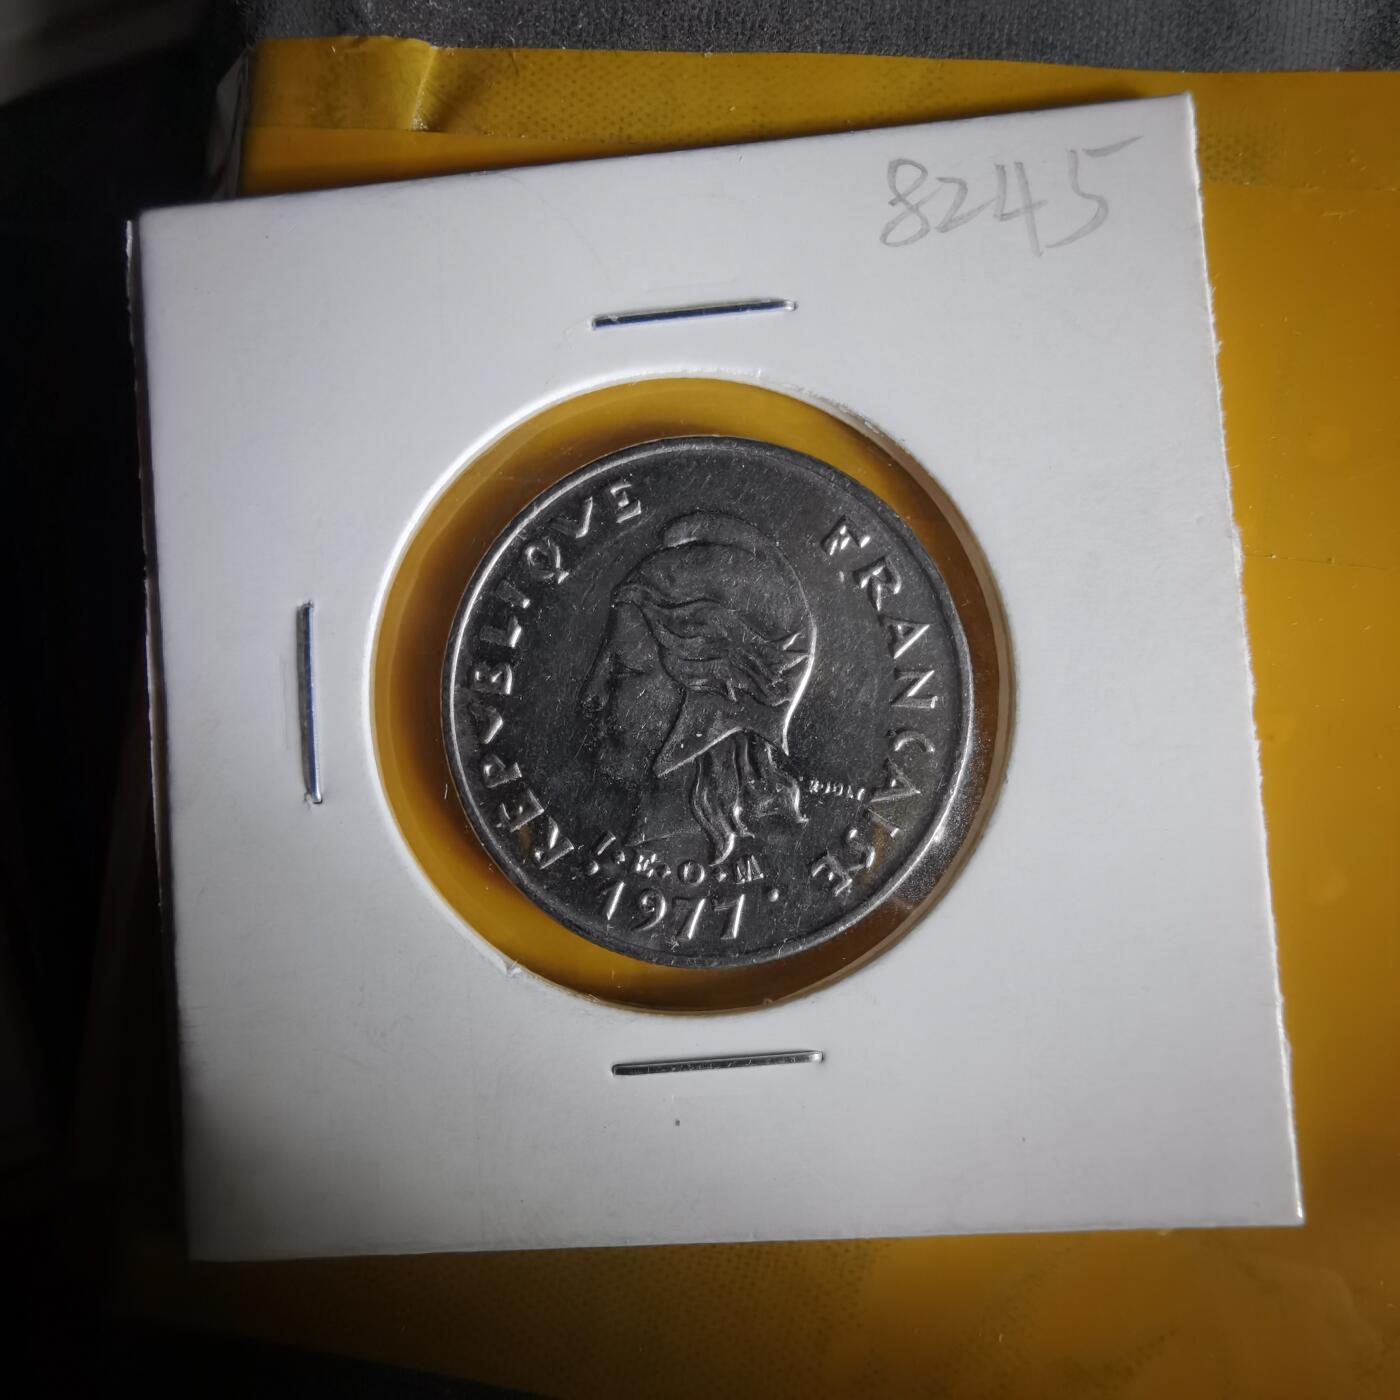 8245
REPVBLIQVE FRANCAISE
I.E.O.M
.1977.